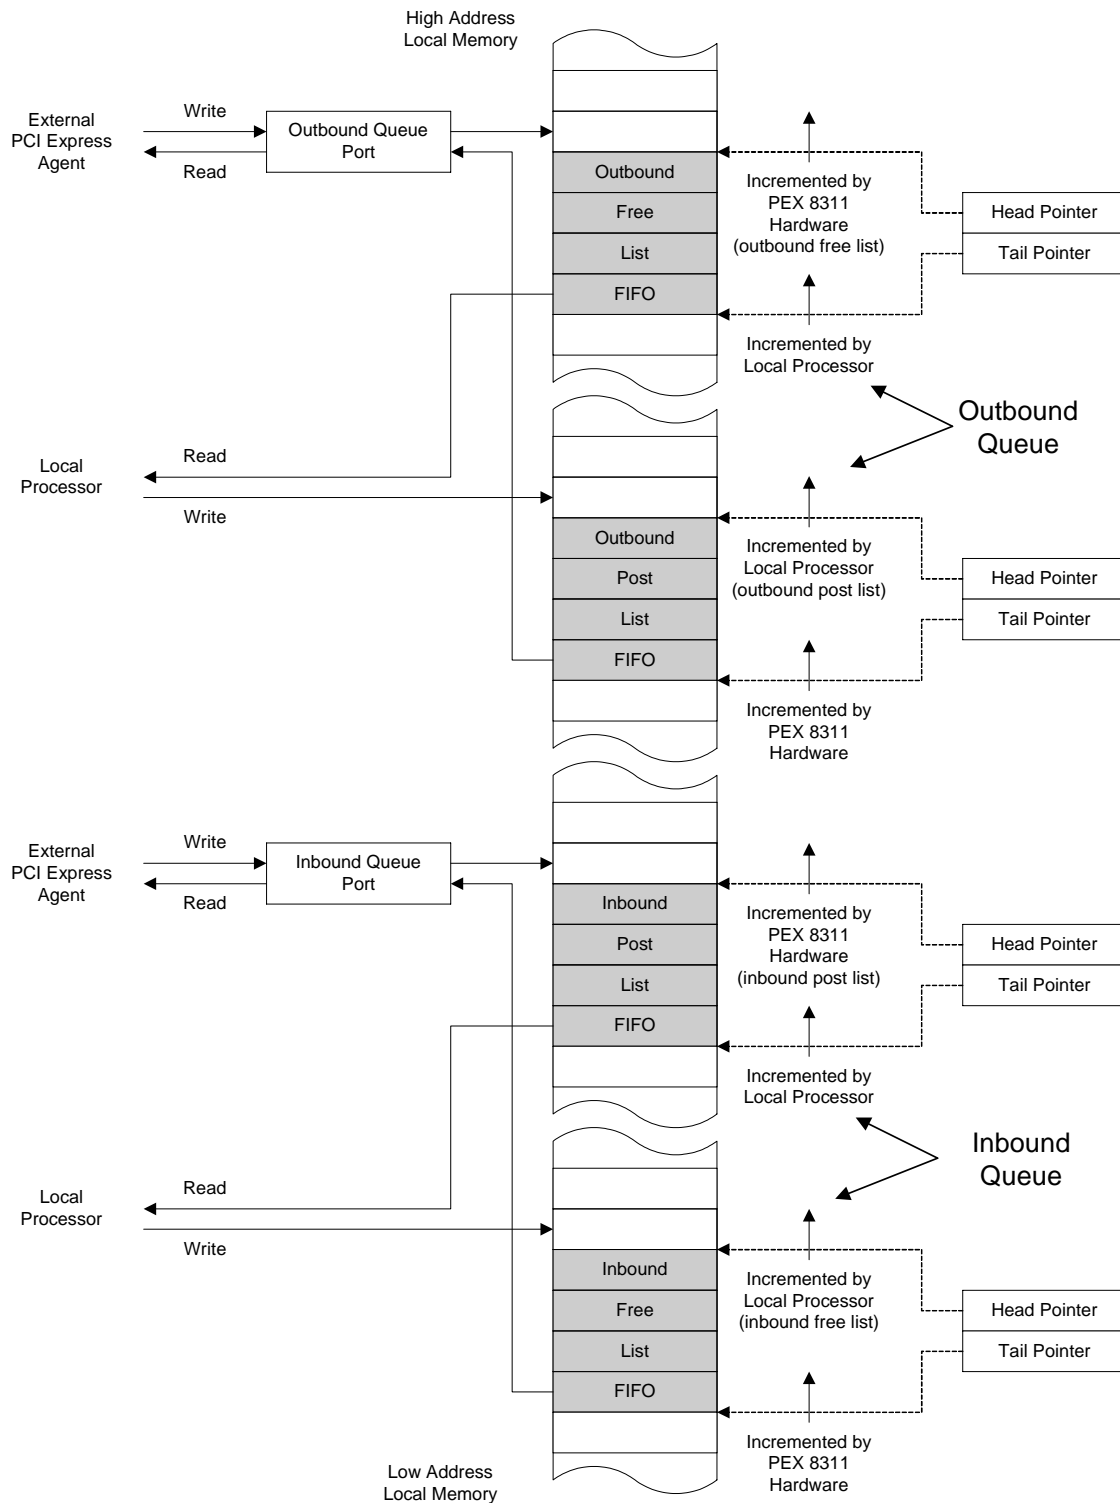 High Address
Local Memory
External
PCI Express
Agent
Write
Read
Outbound Queue
Port
Outbound
Free
List
FIFO
Incremented by
PEX 8311
Hardware
(outbound free list)
Head Pointer
Tail Pointer
Incremented by
Local Processor
Outbound
Queue
Local
Processor
Read
Write
Outbound
Post
List
FIFO
Incremented by
Local Processor
(outbound post list)
Head Pointer
Tail Pointer
Incremented by
PEX 8311
Hardware
External
PCI Express
Agent
Write
Read
Inbound Queue
Port
Inbound
Post
List
FIFO
Incremented by
PEX 8311
Hardware
(inbound post list)
Head Pointer
Tail Pointer
Incremented by
Local Processor
Inbound
Queue
Local
Processor
Read
Write
Inbound
Free
List
FIFO
Incremented by
Local Processor
(inbound free list)
Head Pointer
Tail Pointer
Incremented by
PEX 8311
Hardware
Low Address
Local Memory